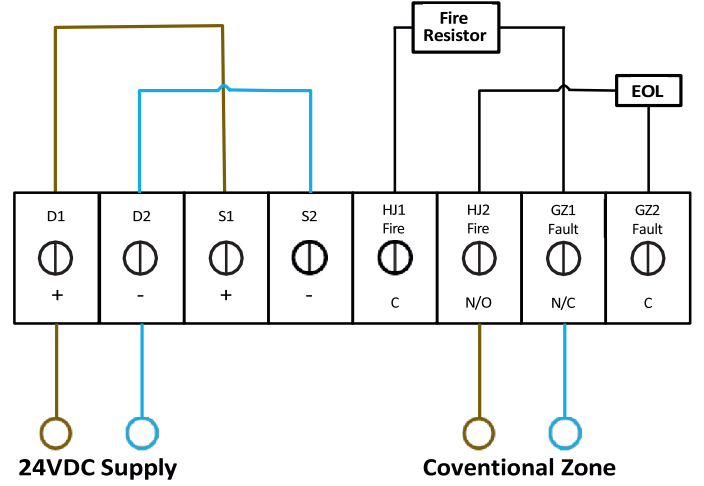 Fire
Resistor
EOL
D1
D2
S1
S2
HJ1
Fire
HJ2
Fire
GZ1
Fault
GZ2
Fault
+
-
+
-
C
N/O
N/C
C
24VDC Supply
Coventional Zone